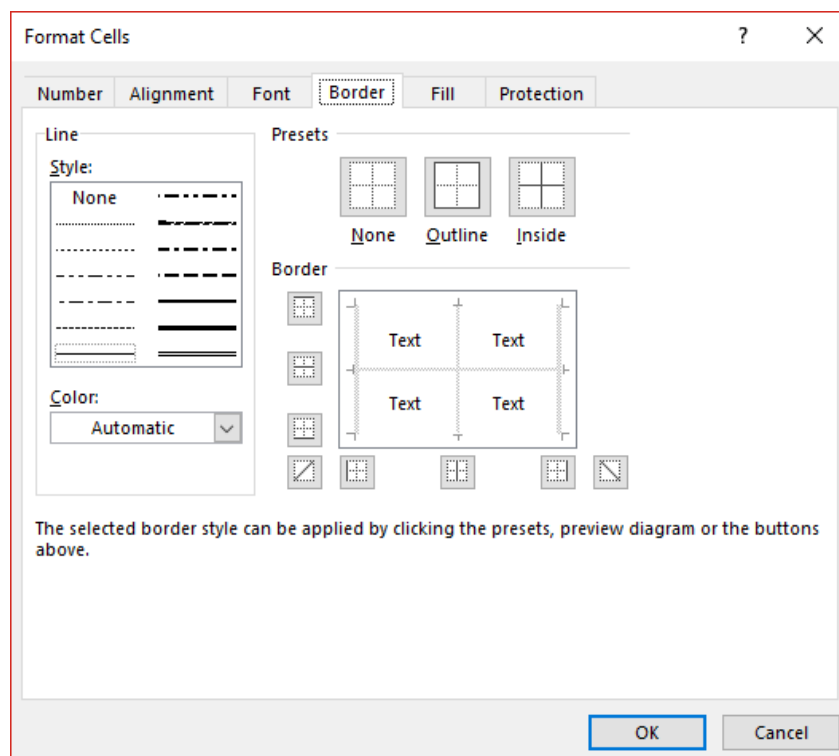 Format Cells ?
Number Alignment Font Border Fill Protection
Line
Style:
None
Color:
Automatic
Presets
None Outline Inside
Border
Text Text
Text Text
The selected border style can be applied by clicking the presets, preview diagram or the buttons
above.
OK Cancel